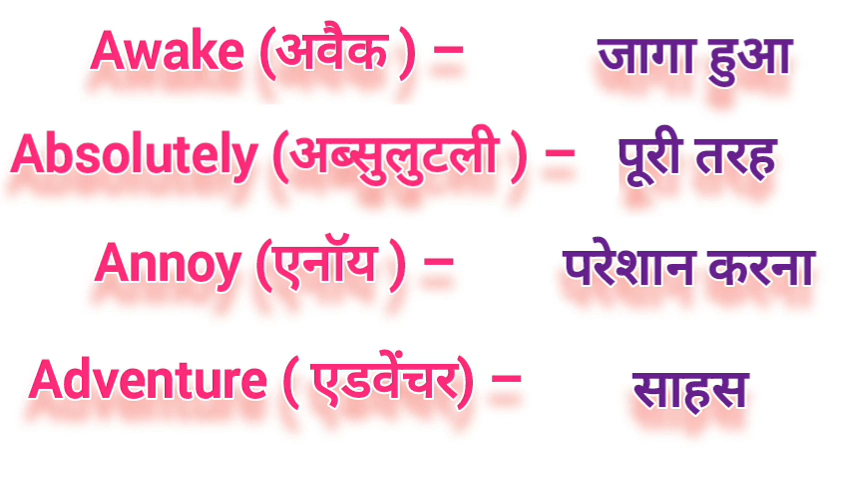 Awake (अवैक ) – जागा हुआ
Absolutely (अब्सुलुटली ) – पूरी तरह
Annoy (एनॉय ) – परेशान करना
Adventure ( एडवेंचर) – साहस